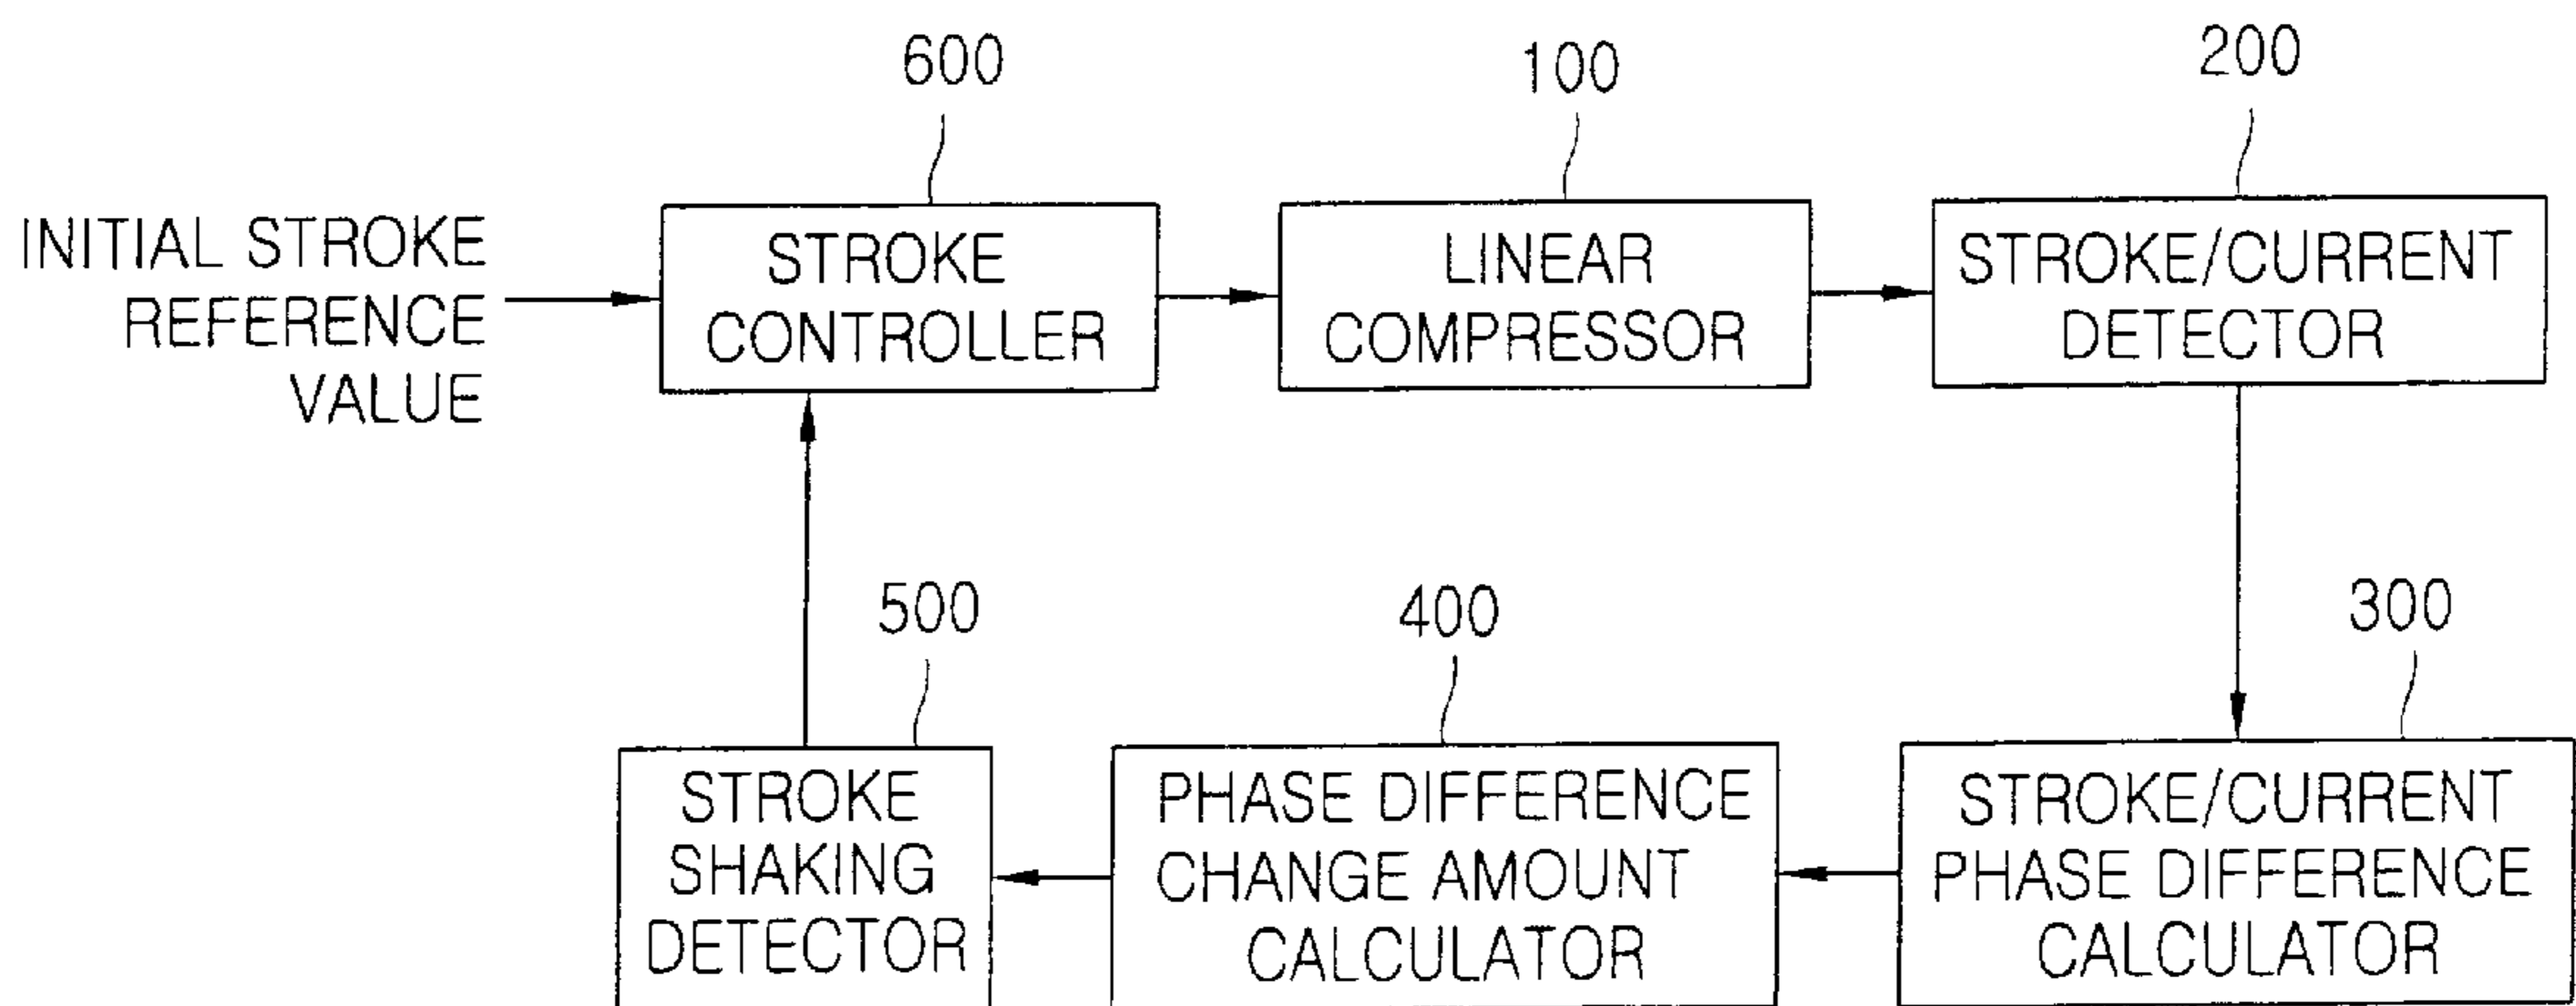 600
100
200
INITIAL STROKE
REFERENCE
VALUE
STROKE
CONTROLLER
LINEAR
COMPRESSOR
STROKE/CURRENT
DETECTOR
500
400
300
STROKE
SHAKING
DETECTOR
PHASE DIFFERENCE
CHANGE AMOUNT
CALCULATOR
STROKE/CURRENT
PHASE DIFFERENCE
CALCULATOR